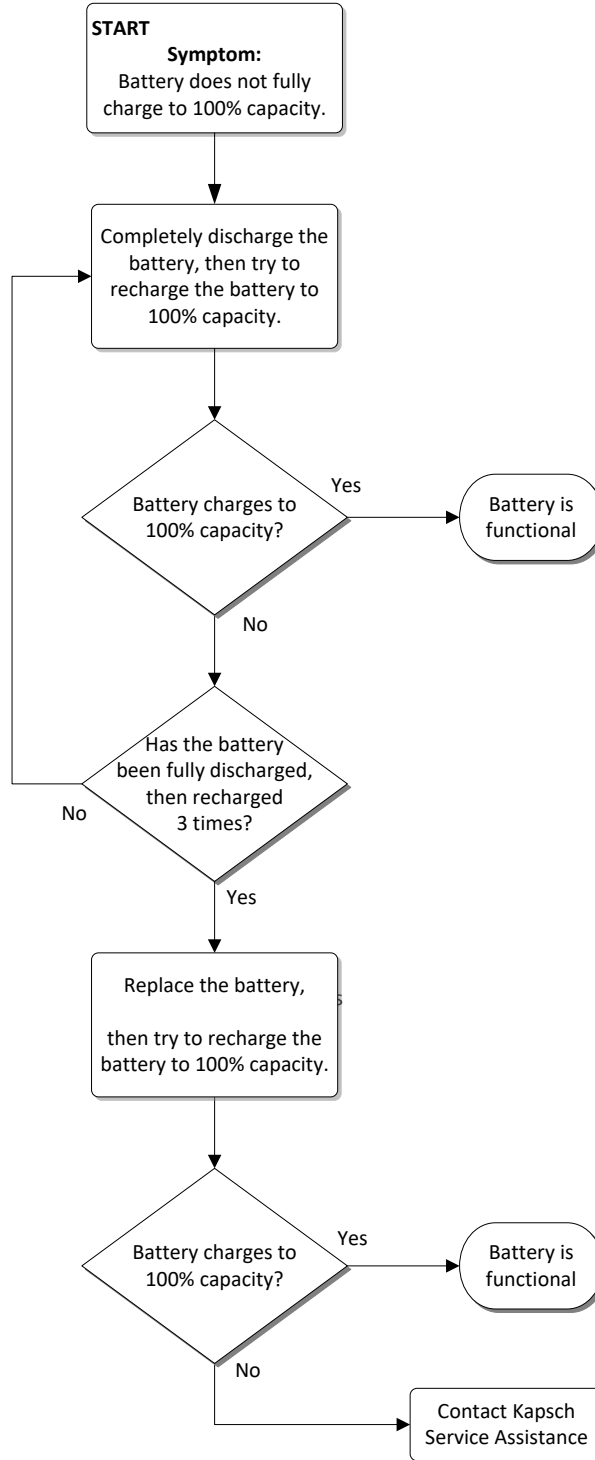 START
Symptom:
Battery does not fully
charge to 100% capacity.
Completely discharge the
battery, then try to
recharge the battery to
100% capacity.
Battery charges to
100% capacity?
Yes
Battery is
functional
No
Has the battery
been fully discharged,
then recharged
3 times?
No
Yes
Replace the battery,
then try to recharge the
battery to 100% capacity.
Battery charges to
100% capacity?
Yes
Battery is
functional
No
Contact Kapsch
Service Assistance